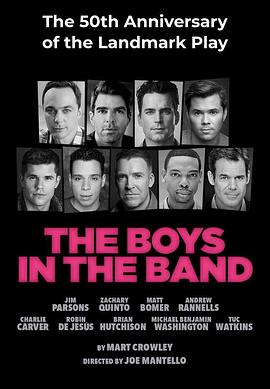 The 50th Anniversary
of the Landmark Play
THE BOYS
IN THE BAND
JIM PARSONS ZACHARY QUINTO MATT BOMER ANDREW RANNELLS
CHARLIE CARVER ROBIN DE JESUS BRIAN HUTCHISON MICHAEL BENJAMIN WASHINGTON TUC WATKINS
BY MART CROWLEY
DIRECTED BY JOE MANTELLO